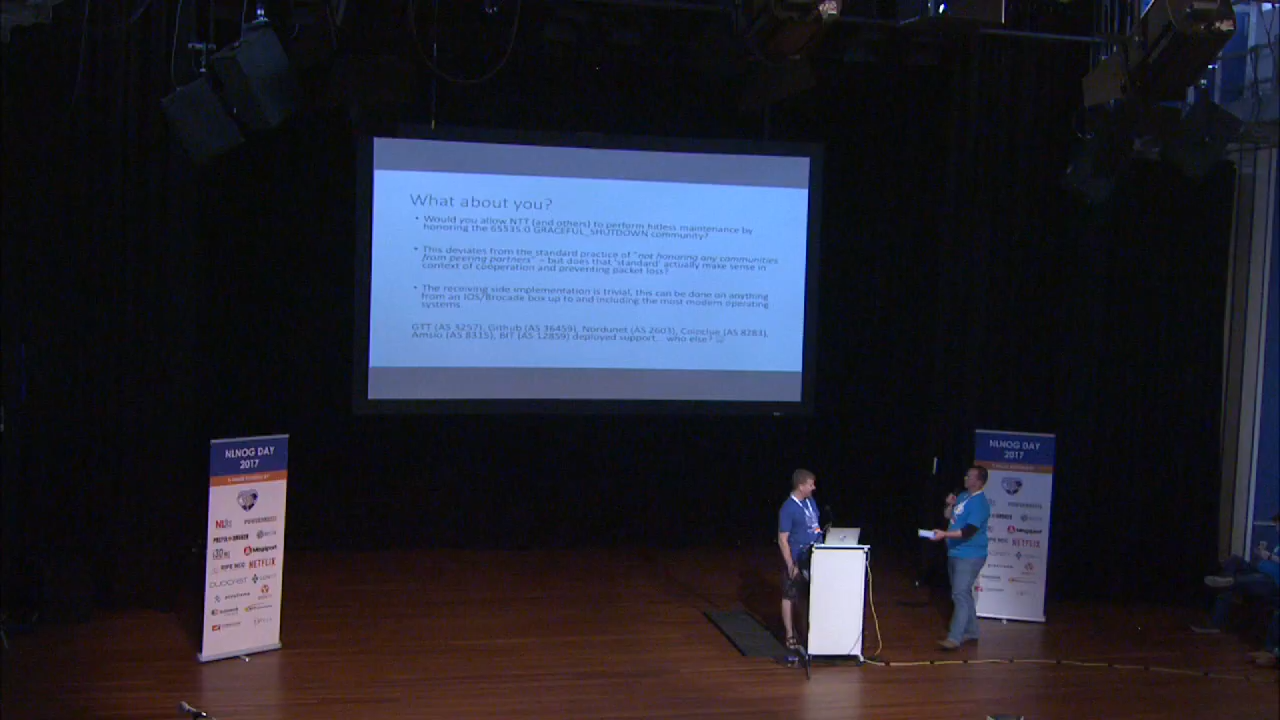 What about you?
• Would you allow NTT (and others) to perform hitless maintenance by
honoring the 65535:0 GRACEFUL_SHUTDOWN community?
• This deviates from the standard practice of "not honoring any communities
from peering partners" – but does that 'standard' actually make sense in
context of cooperation and preventing packet loss?
• The receiving side implementation is trivial, this can be done on anything
from an IOS/Brocade box up to and including the most modern operating
systems
GTT (AS 3257), Github (AS 36459), Nordunet (AS 2603), Coloclue (AS 8283),
Amsio (AS 8315), BIT (AS 12859) deployed support... who else?
NLNOG DAY
2017
Megaport
RIPE NCC
NETFLIX
NLNOG DAY
2017
Megaport
NETFLIX